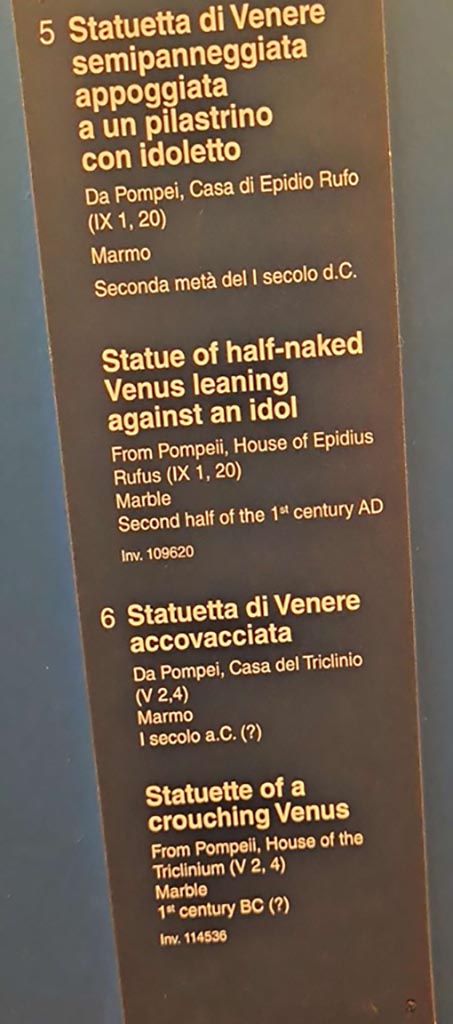 5 Statuetta di Venere
semipanneggiata
appoggiata
a un pilastrino
con idoletto
Da Pompei, Casa di Epidio Rufo
(IX 1, 20)
Marmo
Seconda metà del I secolo d.C.
Statue of half-naked
Venus leaning
against an idol
From Pompeii, House of Epidius
Rufus (IX 1, 20)
Marble
Second half of the 1st century AD
Inv. 109620
6 Statuetta di Venere
accovacciata
Da Pompei, Casa del Triclinio
(V 2,4)
Marmo
I secolo a.C. (?)
Statuette of a
crouching Venus
From Pompeii, House of the
Triclinium (V 2, 4)
Marble
1st century BC (?)
Inv. 114536